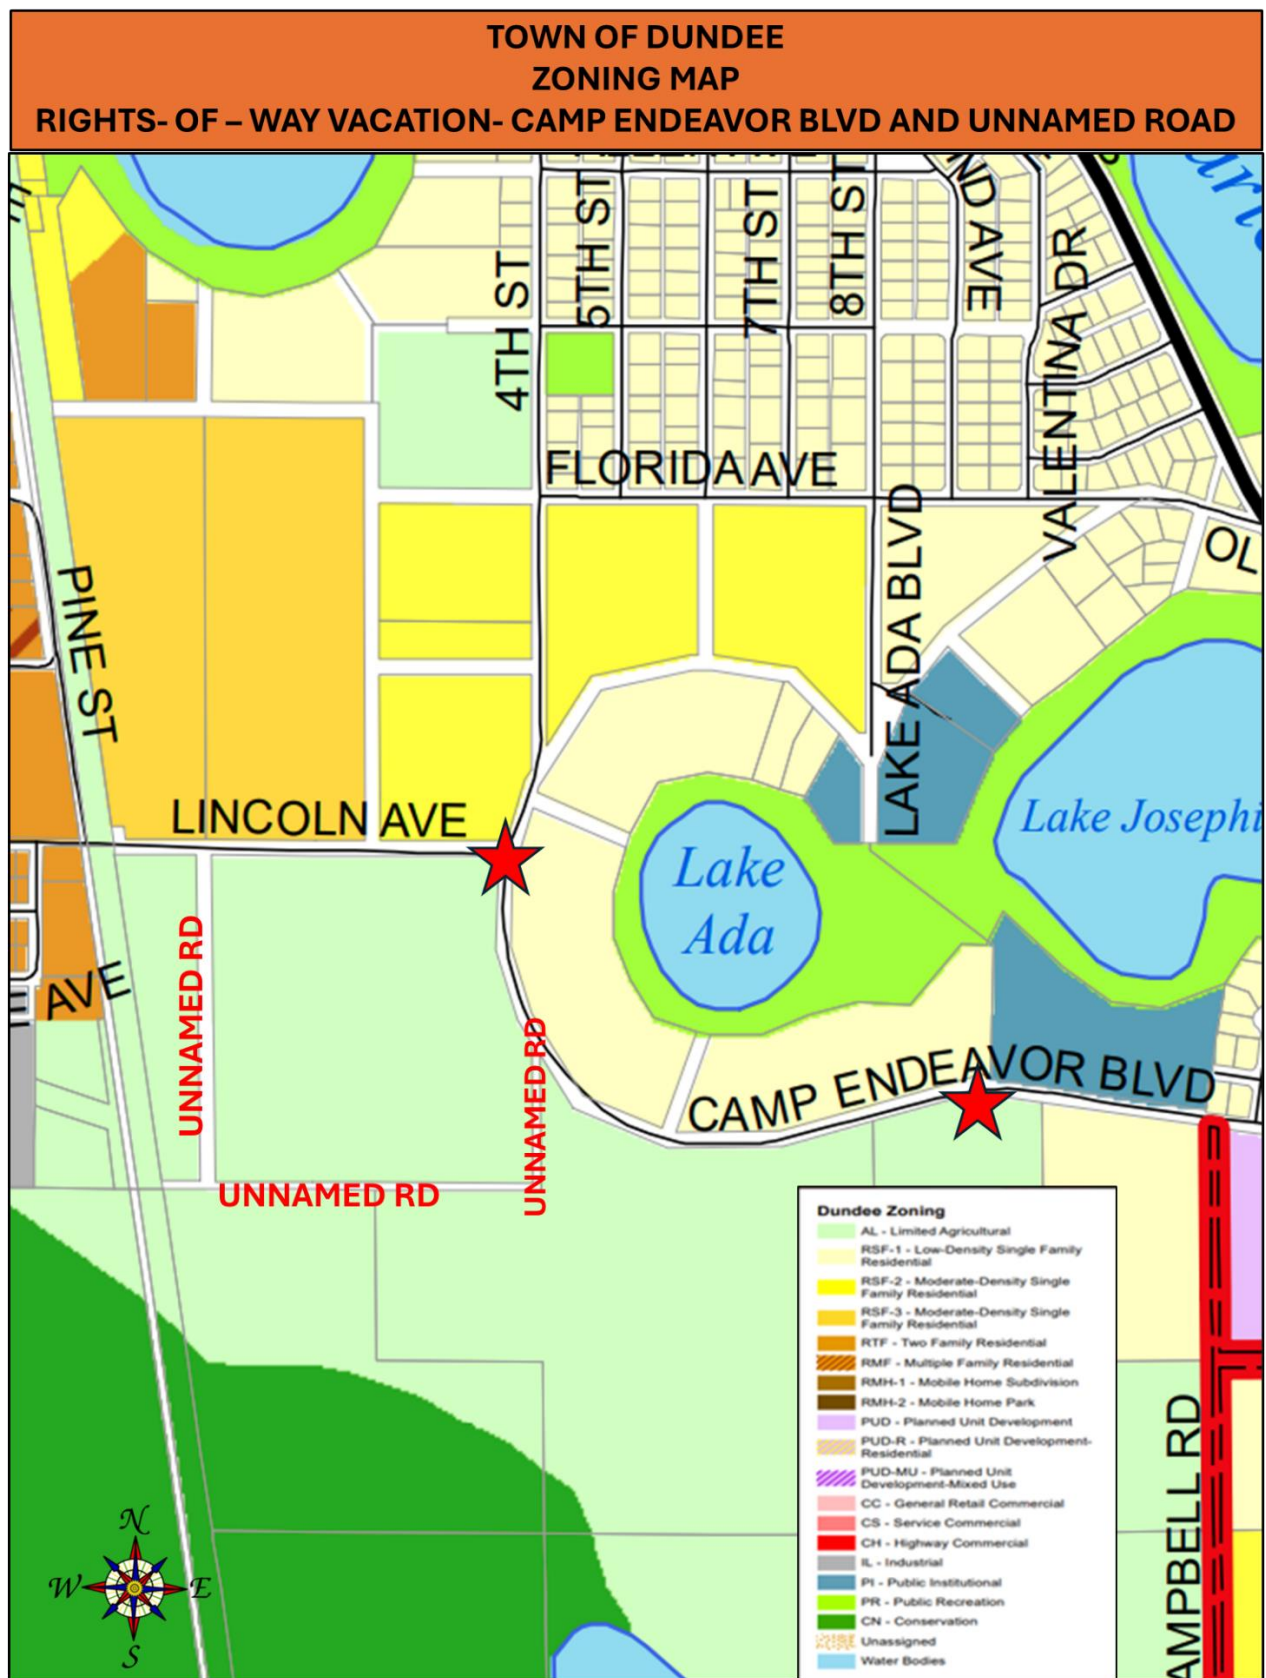 TOWN OF DUNDEE
ZONING MAP
RIGHTS- OF – WAY VACATION- CAMP ENDEAVOR BLVD AND UNNAMED ROAD
4TH ST
5TH ST
7TH ST
8TH ST
ND AVE
VALENTINA DR
FLORIDA AVE
LAKE ADA BLVD
OL
PINE ST
LINCOLN AVE
Lake Josephi
Lake
Ada
AVE
UNNAMED RD
UNNAMED RD
UNNAMED RD
CAMP ENDEAVOR BLVD
AMPBELL RD
Dundee Zoning
AL - Limited Agricultural
RSF-1 - Low-Density Single Family
Residential
RSF-2 - Moderate-Density Single
Family Residential
RSF-3 - Moderate-Density Single
Family Residential
RTF - Two Family Residential
RMF - Multiple Family Residential
RMH-1 - Mobile Home Subdivision
RMH-2 - Mobile Home Park
PUD - Planned Unit Development
PUD-R - Planned Unit Development-
Residential
PUD-MU - Planned Unit
Development-Mixed Use
CC - General Retail Commercial
CS - Service Commercial
CH - Highway Commercial
IL - Industrial
PI - Public Institutional
PR - Public Recreation
CN - Conservation
Unassigned
Water Bodies
N
W E
S